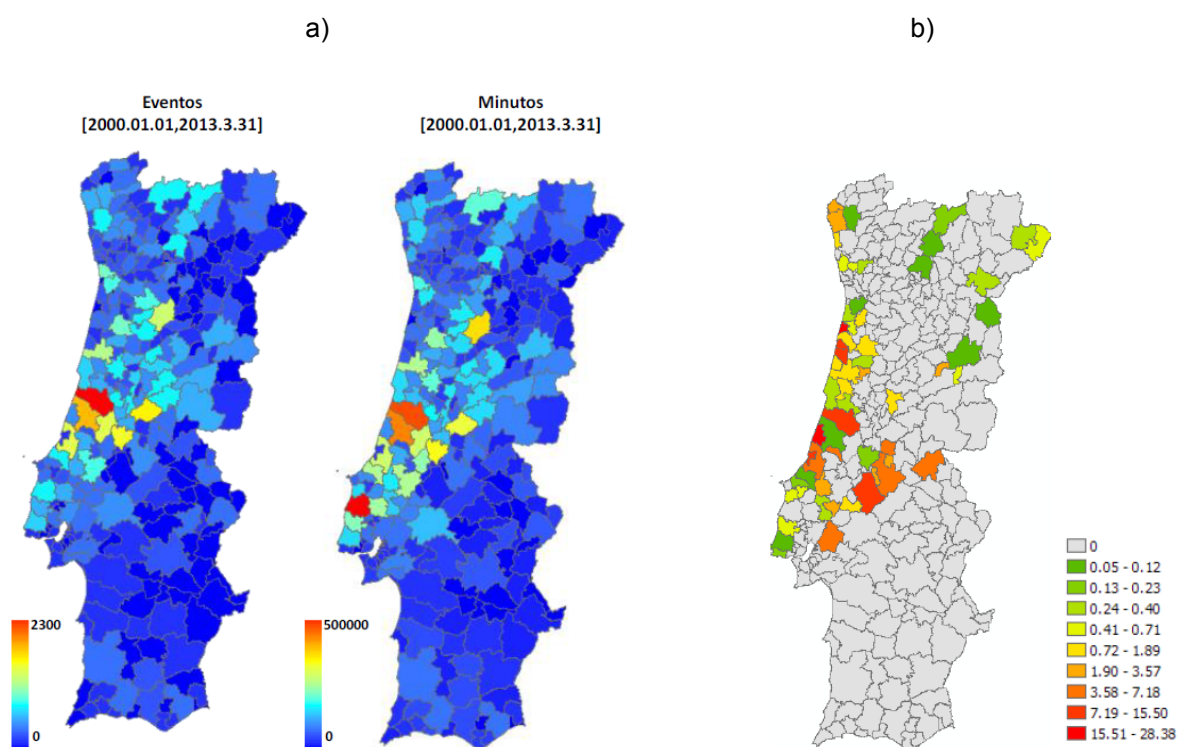 a)
b)
Eventos
[2000.01.01,2013.3.31]
Minutos
[2000.01.01,2013.3.31]
2300
0
500000
0
0
0.05 - 0.12
0.13 - 0.23
0.24 - 0.40
0.41 - 0.71
0.72 - 1.89
1.90 - 3.57
3.58 - 7.18
7.19 - 15.50
15.51 - 28.38